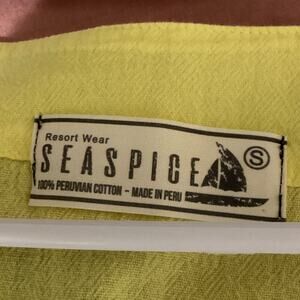 Resort Wear
SEASPICE
S
100% PERUVIAN COTTON - MADE IN PERU